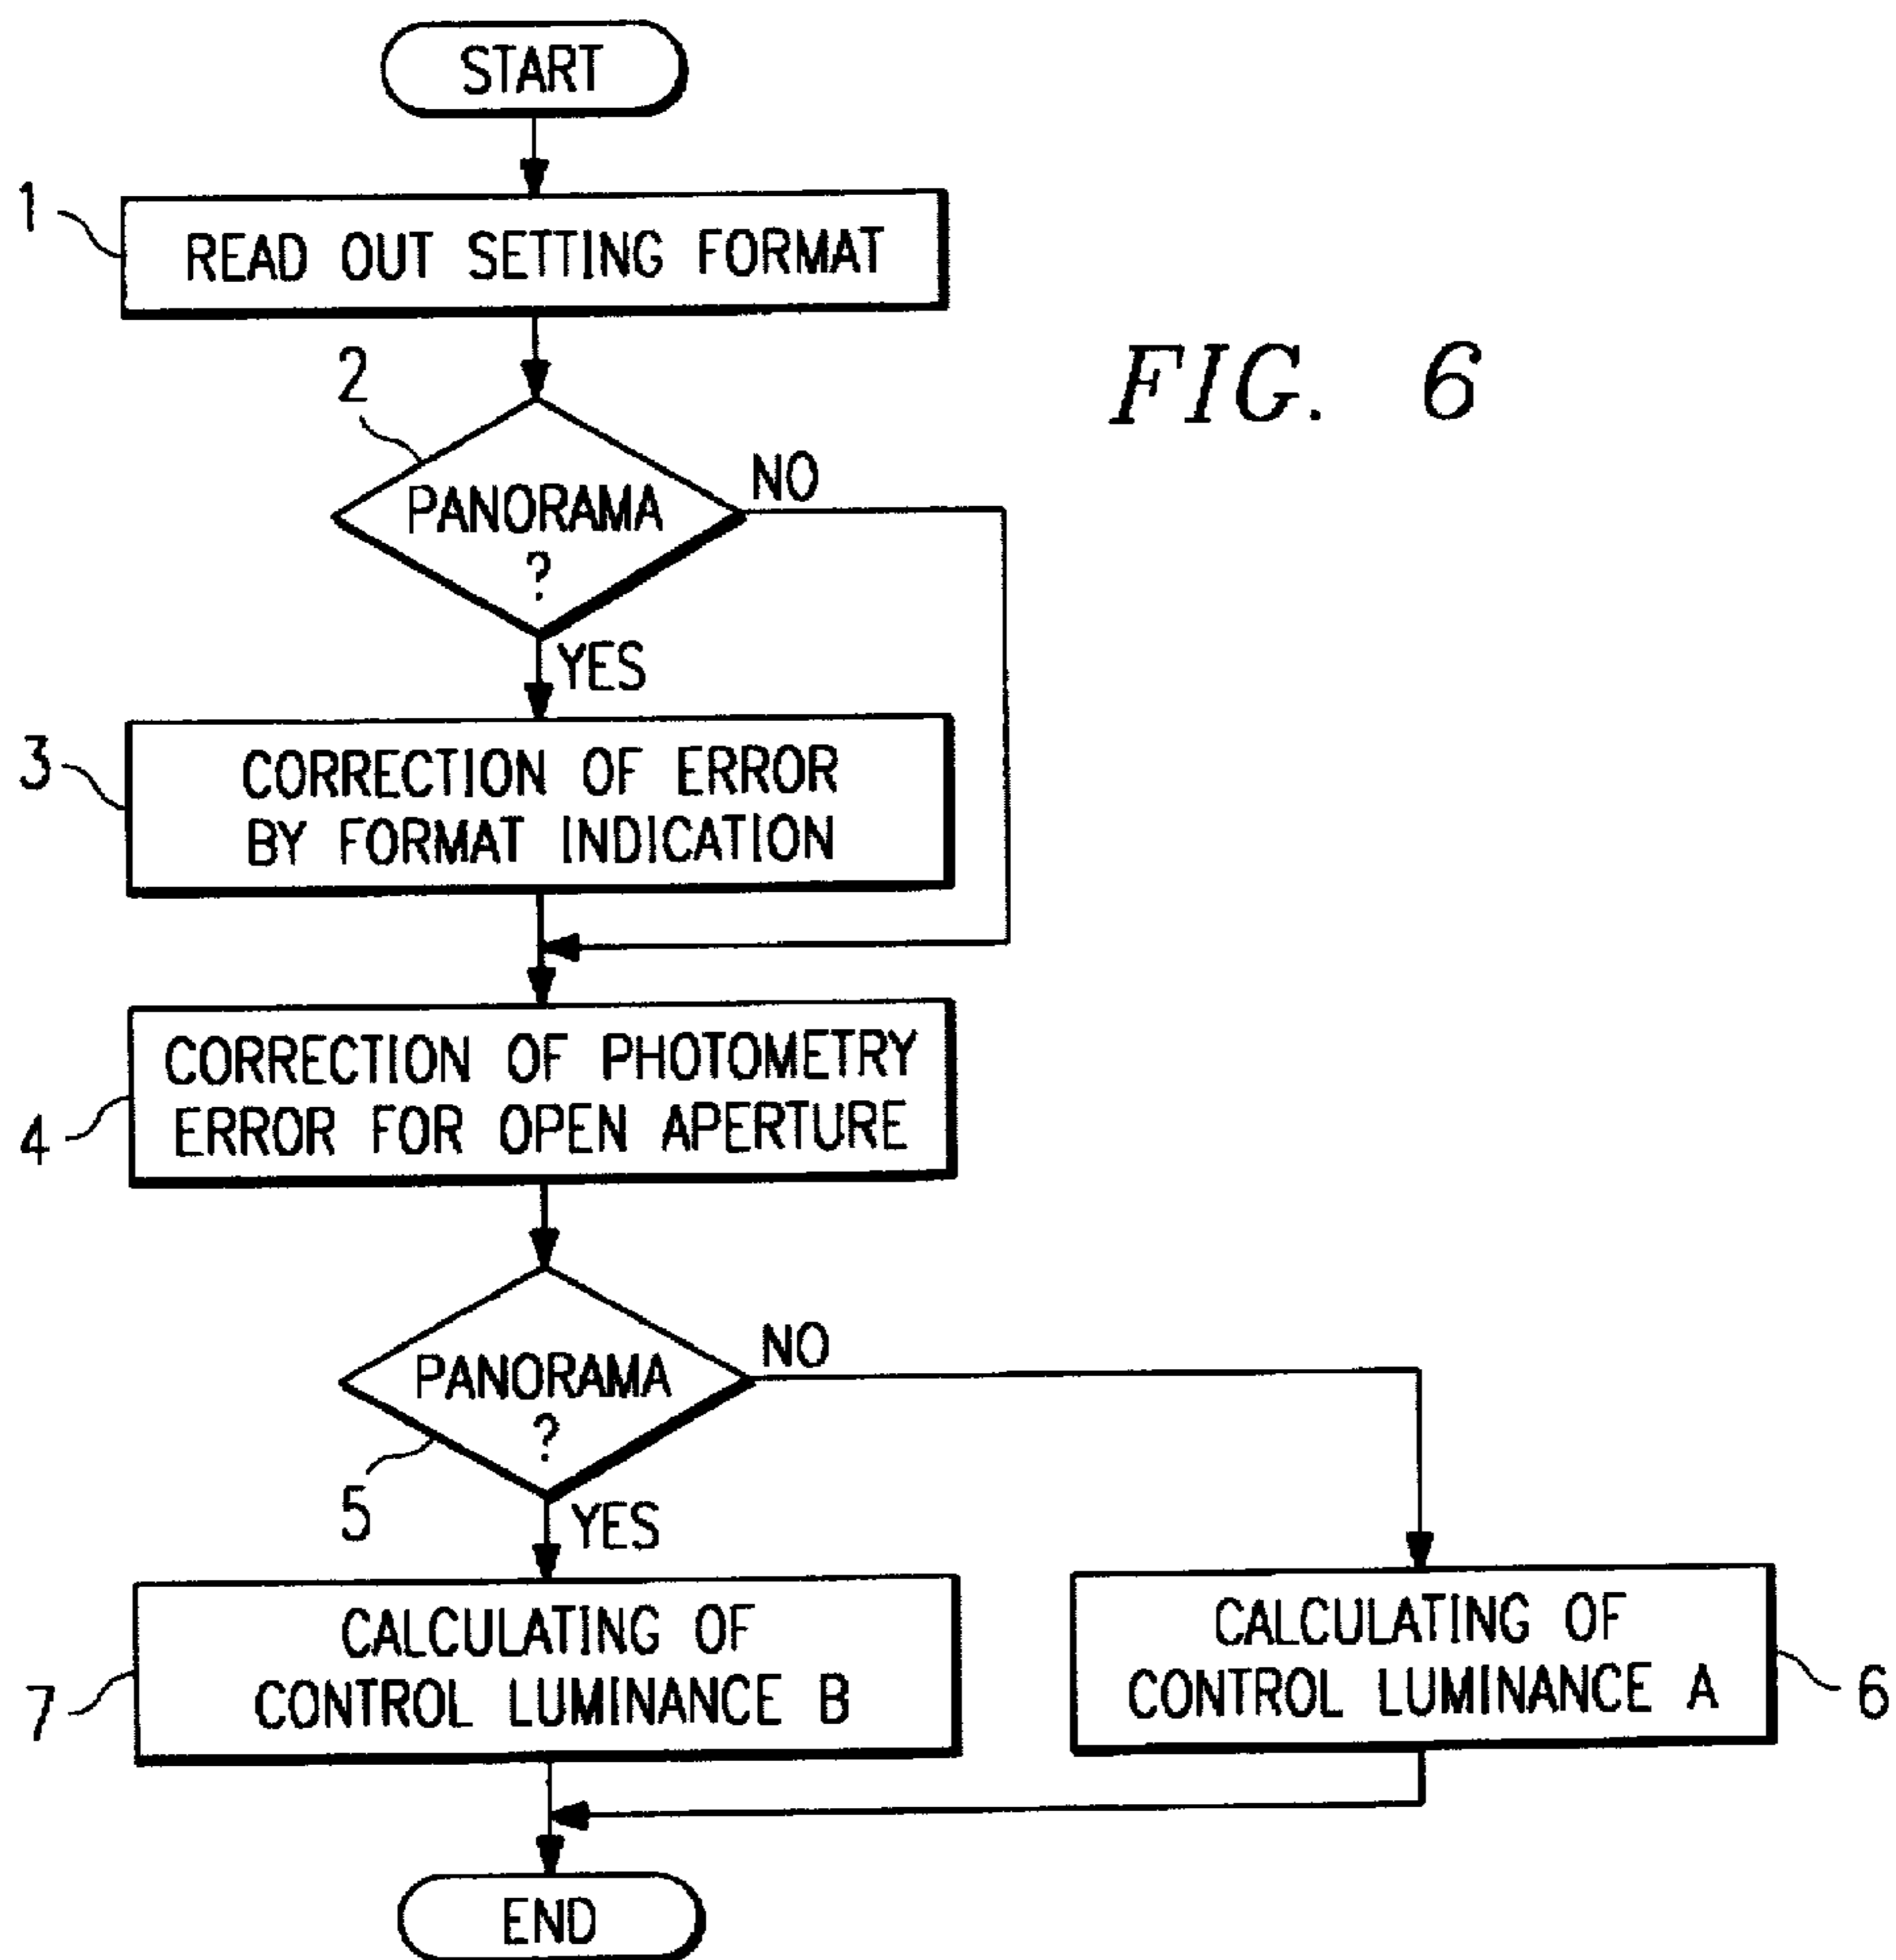 START
1
READ OUT SETTING FORMAT
FIG. 6
2
PANORAMA
?
NO
YES
3
CORRECTION OF ERROR
BY FORMAT INDICATION
4
CORRECTION OF PHOTOMETRY
ERROR FOR OPEN APERTURE
PANORAMA
?
NO
5
YES
7
CALCULATING OF
CONTROL LUMINANCE B
CALCULATING OF
CONTROL LUMINANCE A
6
END